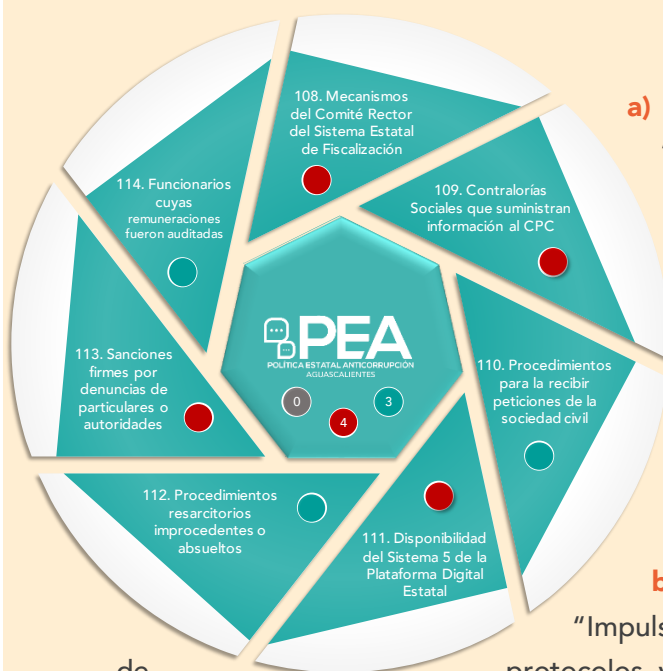 108. Mecanismos
del Comité Rector
del Sistema Estatal
de Fiscalización
a)
109. Contralorías
Sociales que suministran
información al CPC
114. Funcionarios
cuyas
remuneraciones
fueron auditadas
PEA
POLÍTICA ESTATAL ANTICORRUPCIÓN
AGUASCALIENTES
0
4
3
110. Procedimientos
para la recibir
peticiones de la
sociedad civil
113. Sanciones
firmes por
denuncias de
particulares o
autoridades
112. Procedimientos
resarcitorios
improcedentes o
absueltos
111. Disponibilidad
del Sistema 5 de la
Plataforma Digital
Estatal
b
"Impuls
de
protocolos